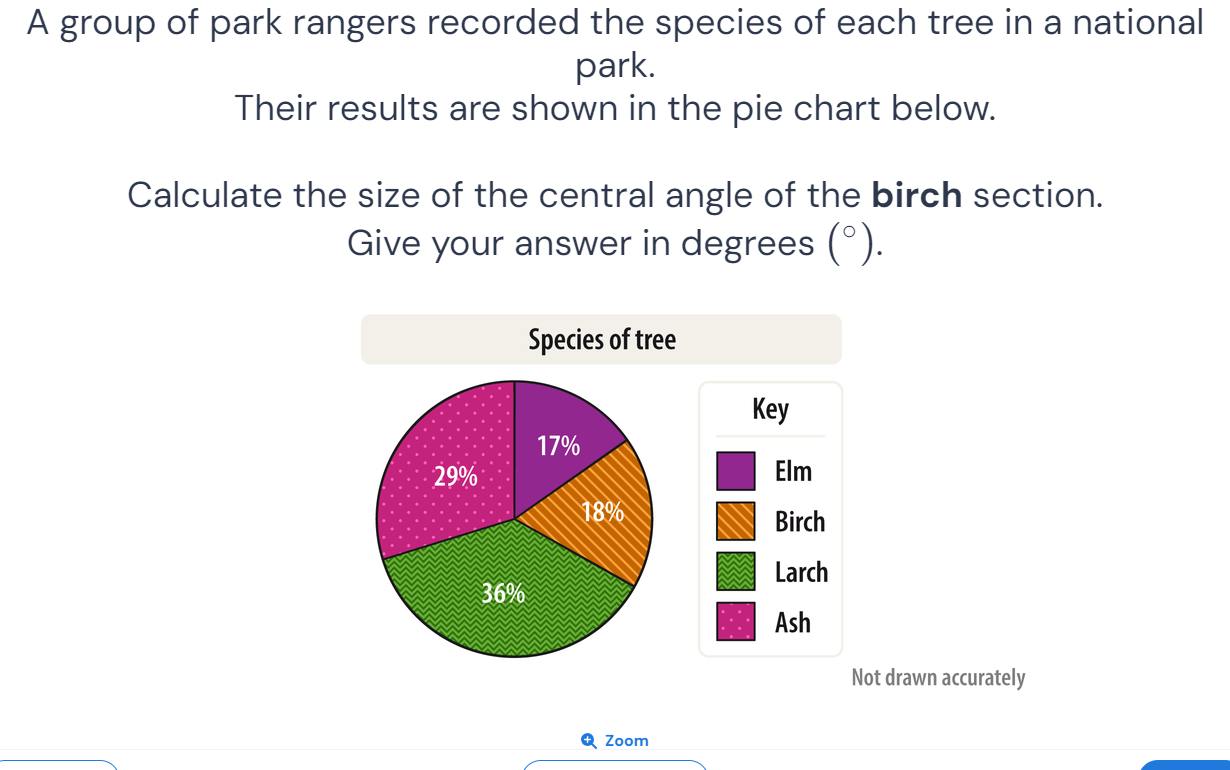 A group of park rangers recorded the species of each tree in a national
park.
Their results are shown in the pie chart below.
Calculate the size of the central angle of the birch section.
Give your answer in degrees (°).
Species of tree
17%
29%
18%
36%
Key
Elm
Birch
Larch
Ash
Not drawn accurately
Zoom